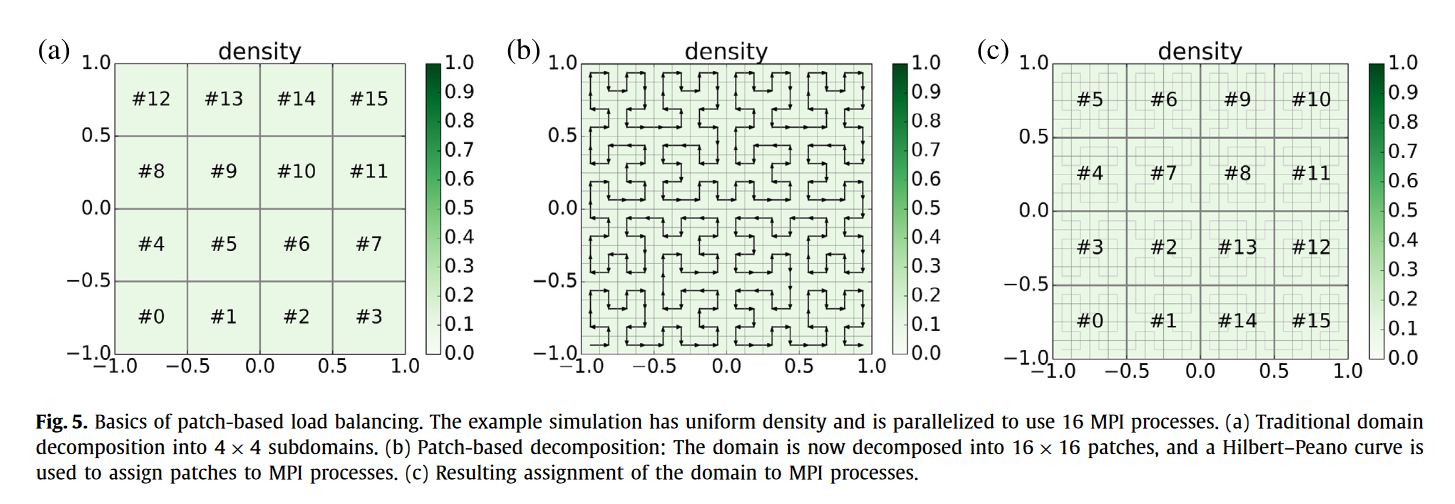 (a)
density
1.0
0.5
0.0
−0.5
−1.0
−1.0 −0.5 0.0 0.5 1.0
#12 #13 #14 #15
#8 #9 #10 #11
#4 #5 #6 #7
#0 #1 #2 #3
1.0
0.9
0.8
0.7
0.6
0.5
0.4
0.3
0.2
0.1
0.0
(b)
density
1.0
0.5
0.0
−0.5
−1.0
−1.0 −0.5 0.0 0.5 1.0
1.0
0.9
0.8
0.7
0.6
0.5
0.4
0.3
0.2
0.1
0.0
(c)
density
1.0
0.5
0.0
−0.5
−1.0
−1.0 −0.5 0.0 0.5 1.0
#5 #6 #9 #10
#4 #7 #8 #11
#3 #2 #13 #12
#0 #1 #14 #15
1.0
0.9
0.8
0.7
0.6
0.5
0.4
0.3
0.2
0.1
0.0
Fig. 5. Basics of patch-based load balancing. The example simulation has uniform density and is parallelized to use 16 MPI processes. (a) Traditional domain
decomposition into 4 × 4 subdomains. (b) Patch-based decomposition: The domain is now decomposed into 16 × 16 patches, and a Hilbert–Peano curve is
used to assign patches to MPI processes. (c) Resulting assignment of the domain to MPI processes.